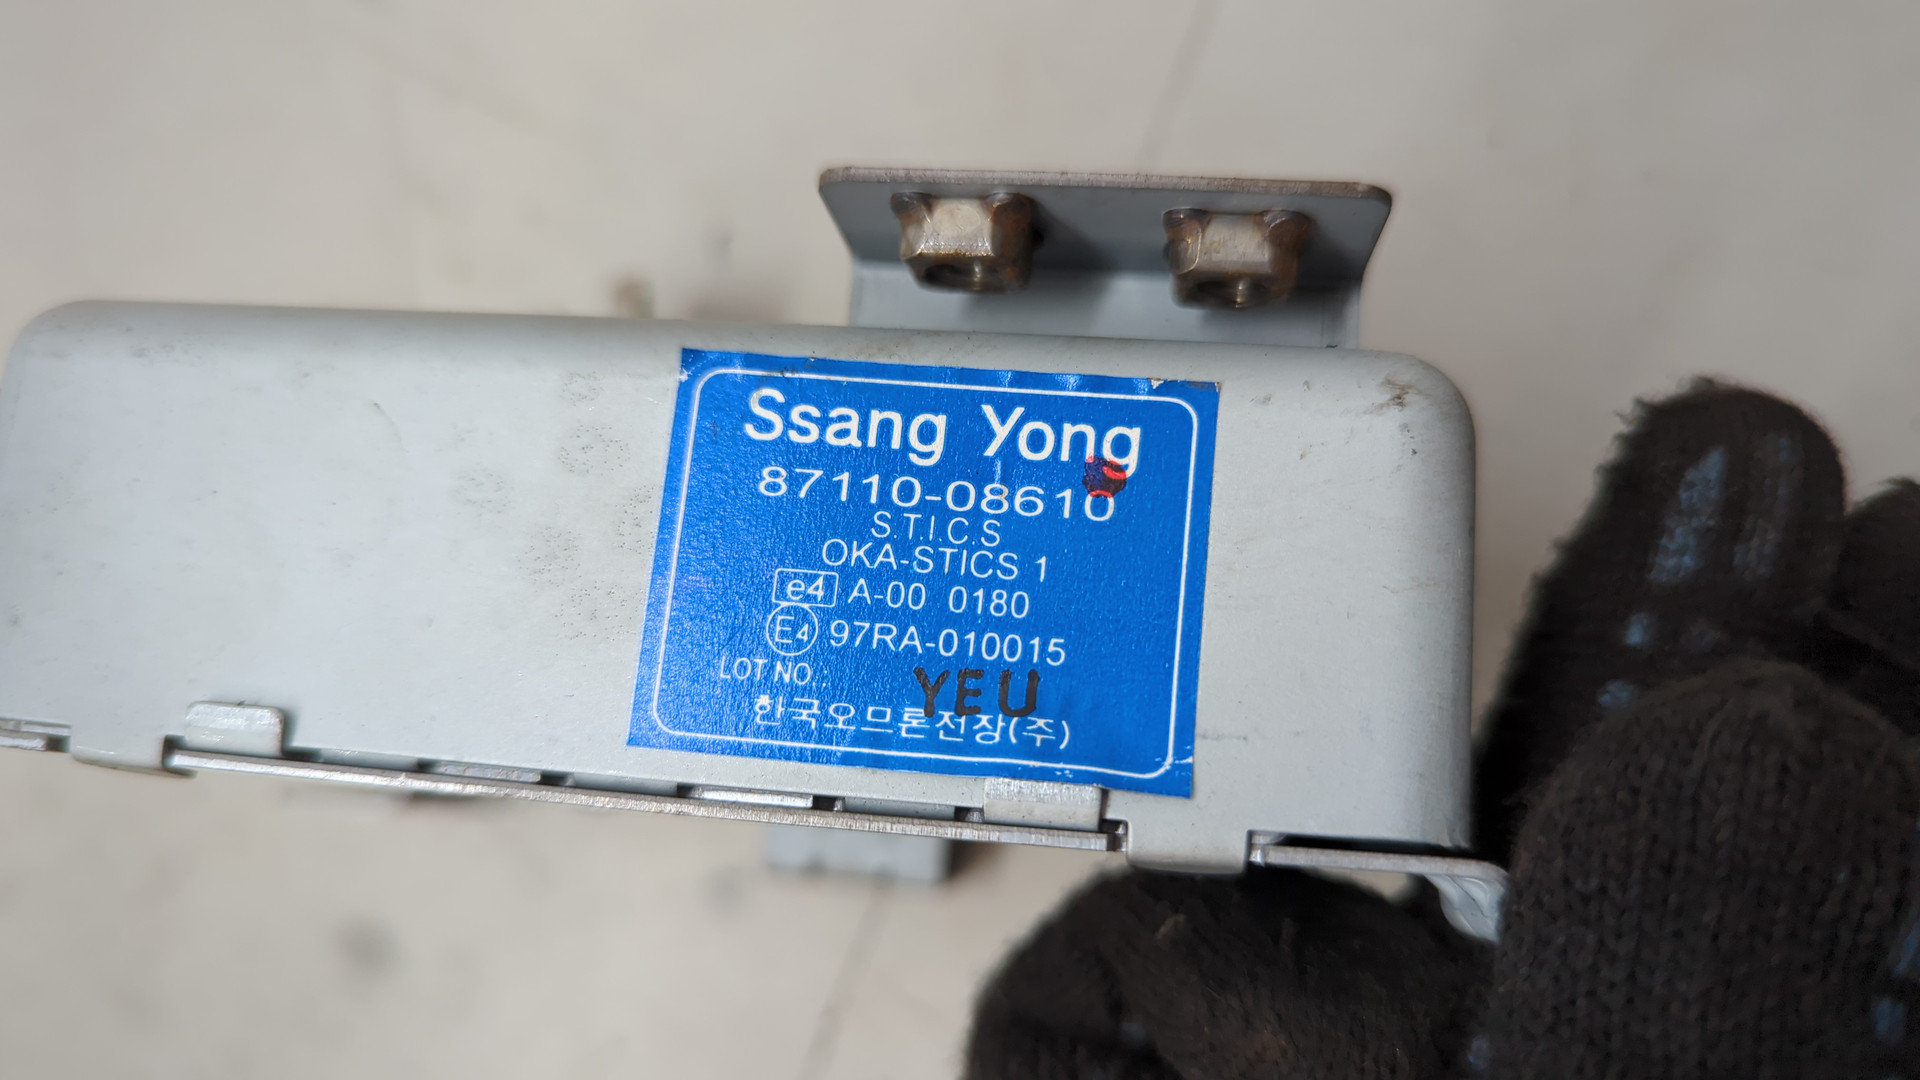 Ssang Yong
87110-08610
S.T.I.C.S
OKA-STICS 1
e4 A-00 0180
E4 97RA-010015
LOT NO. YEU
한국오므론전장(주)